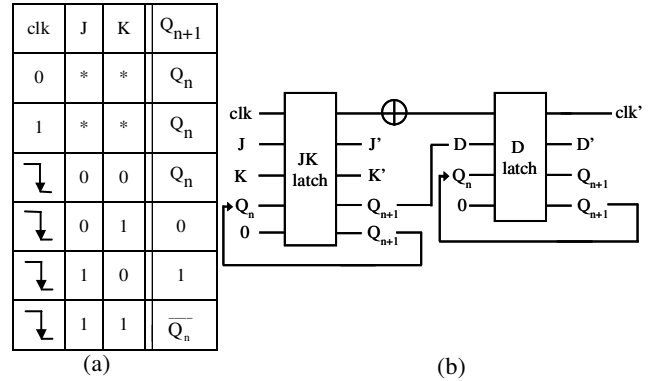 clk J K Qn+1
0 * * Qn
1 * * Qn
0 0 Qn
0 1 0
1 0 1
1 1 Q̅n
(a)
clk JK latch D latch clk'
J J' D D'
K K' Qn Qn+1
Qn Qn+1 0 Qn+1
0 Qn+1
(b)